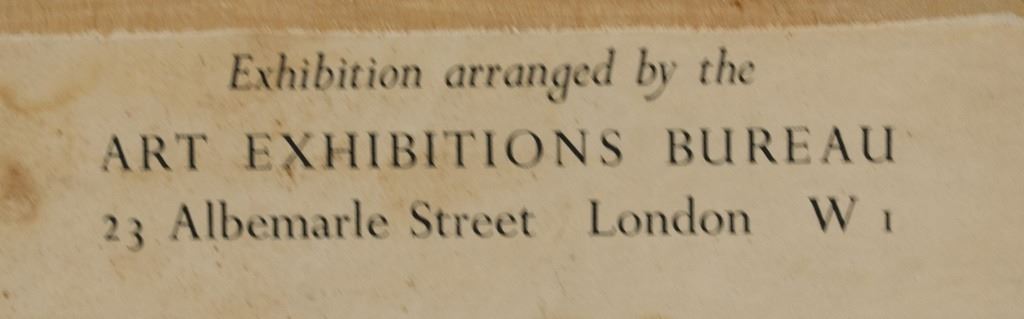 Exhibition arranged by the
ART EXHIBITIONS BUREAU
23 Albemarle Street London W 1